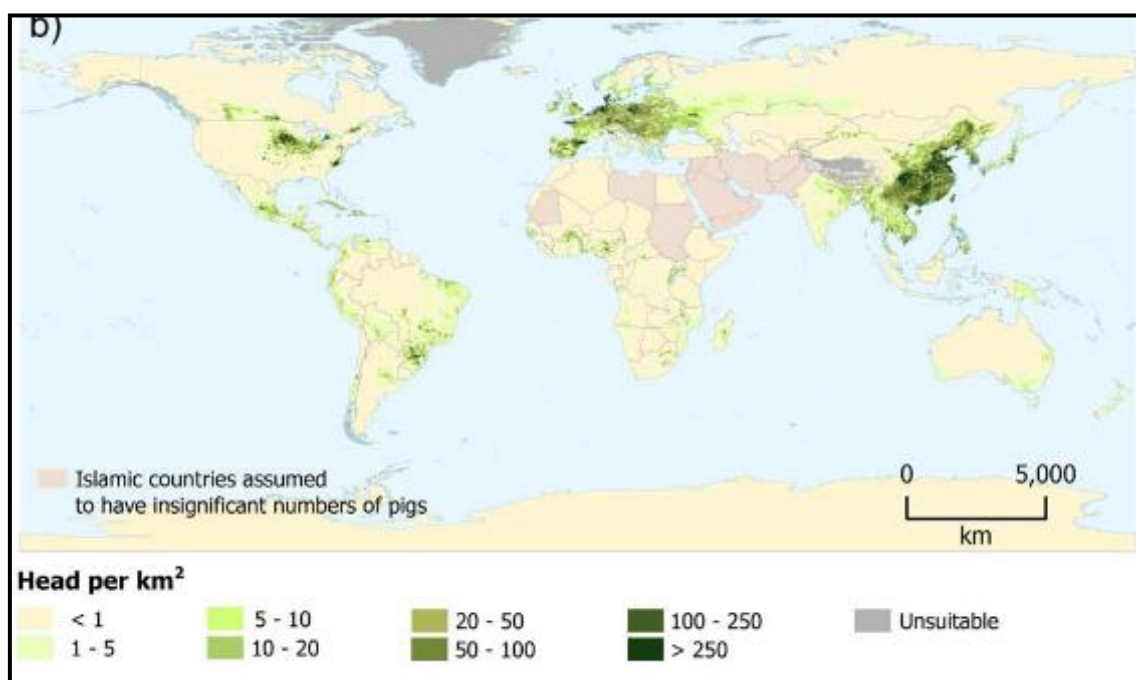 b)
Islamic countries assumed
to have insignificant numbers of pigs
0 5,000
km
Head per km²
< 1
5 - 10
20 - 50
100 - 250
Unsuitable
1 - 5
10 - 20
50 - 100
> 250